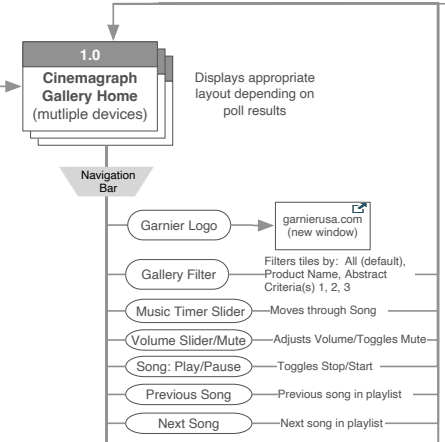 1.0
Cinemagraph
Gallery Home
(mutliple devices)
Displays appropriate
layout depending on
poll results
Navigation
Bar
Garnier Logo
garnierusa.com
(new window)
Gallery Filter
Filters tiles by: All (default),
Product Name, Abstract
Criteria(s) 1, 2, 3
Music Timer Slider
Moves through Song
Volume Slider/Mute
Adjusts Volume/Toggles Mute
Song: Play/Pause
Toggles Stop/Start
Previous Song
Previous song in playlist
Next Song
Next song in playlist